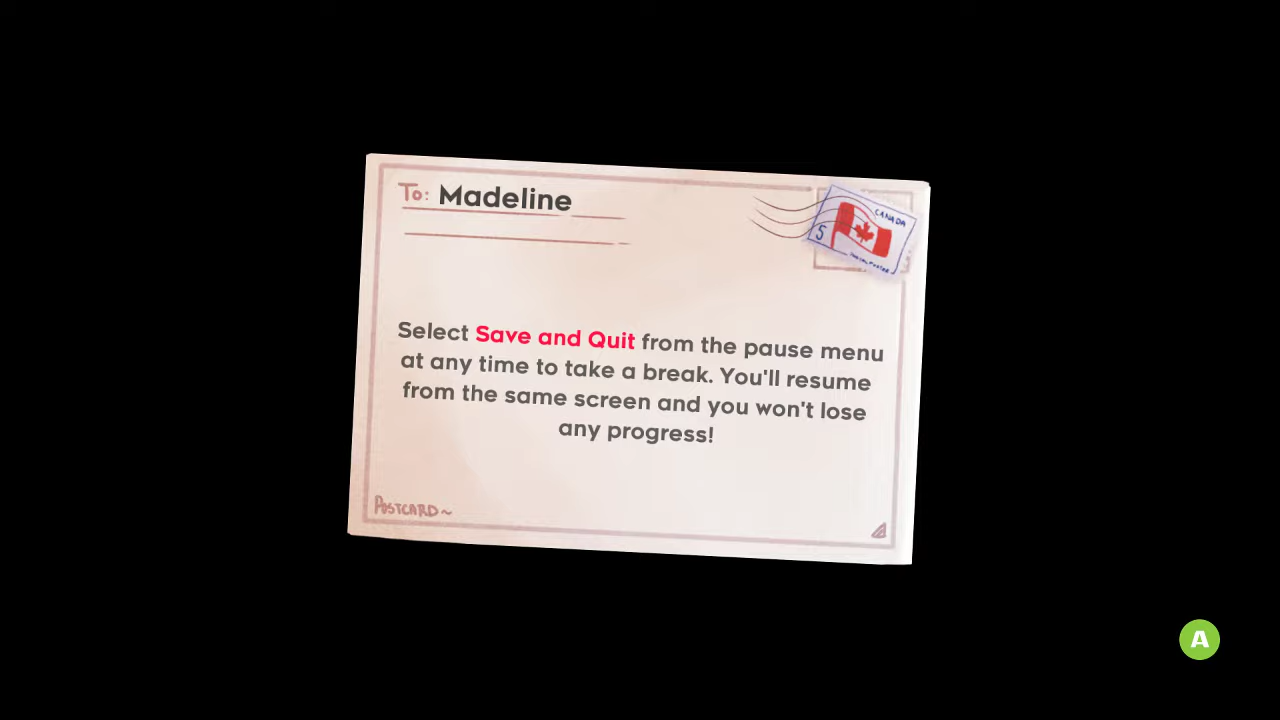 To: Madeline
CANADA
5
Select Save and Quit from the pause menu
at any time to take a break. You'll resume
from the same screen and you won't lose
any progress!
POSTCARD~
A